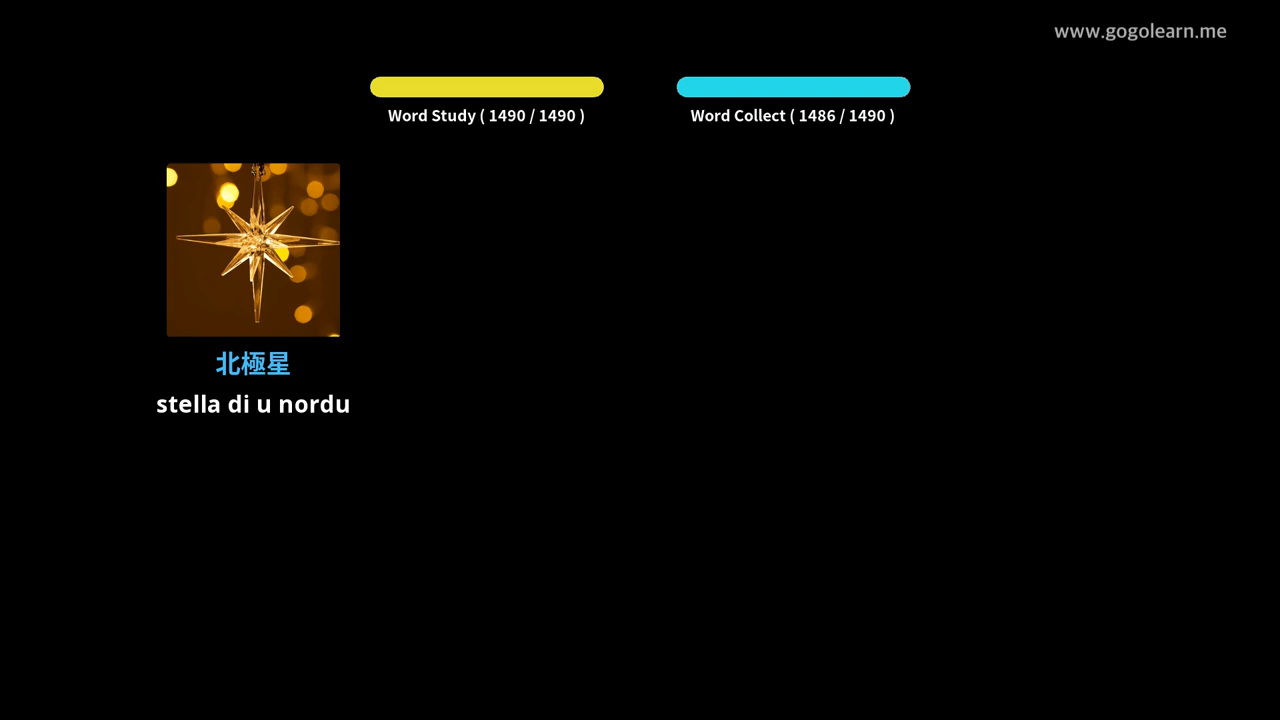 www.gogolearn.me
Word Study ( 1490 / 1490 )
Word Collect ( 1486 / 1490 )
北極星
stella di u nordu